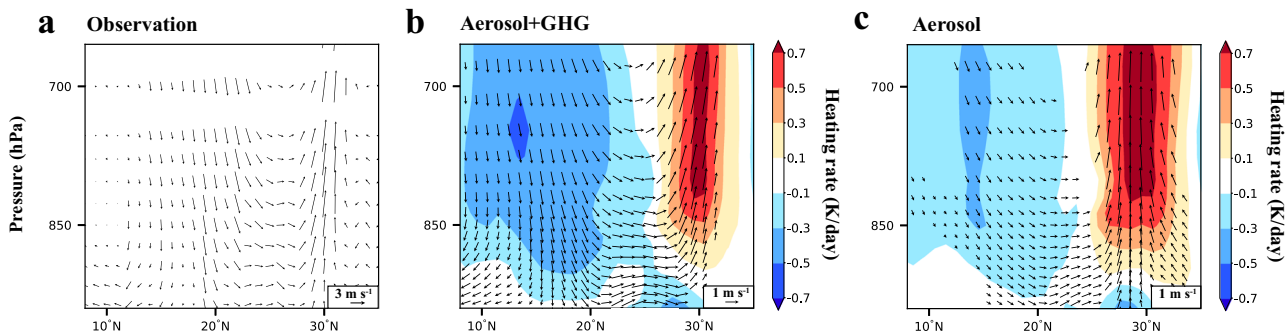 a Observation
b Aerosol+GHG
c Aerosol
Pressure (hPa)
700
850
10°N
20°N
30°N
3 m s⁻¹
700
850
10°N
20°N
30°N
1 m s⁻¹
0.7
0.5
0.3
0.1
-0.1
-0.3
-0.5
-0.7
Heating rate (K/day)
700
850
10°N
20°N
30°N
1 m s⁻¹
0.7
0.5
0.3
0.1
-0.1
-0.3
-0.5
-0.7
Heating rate (K/day)